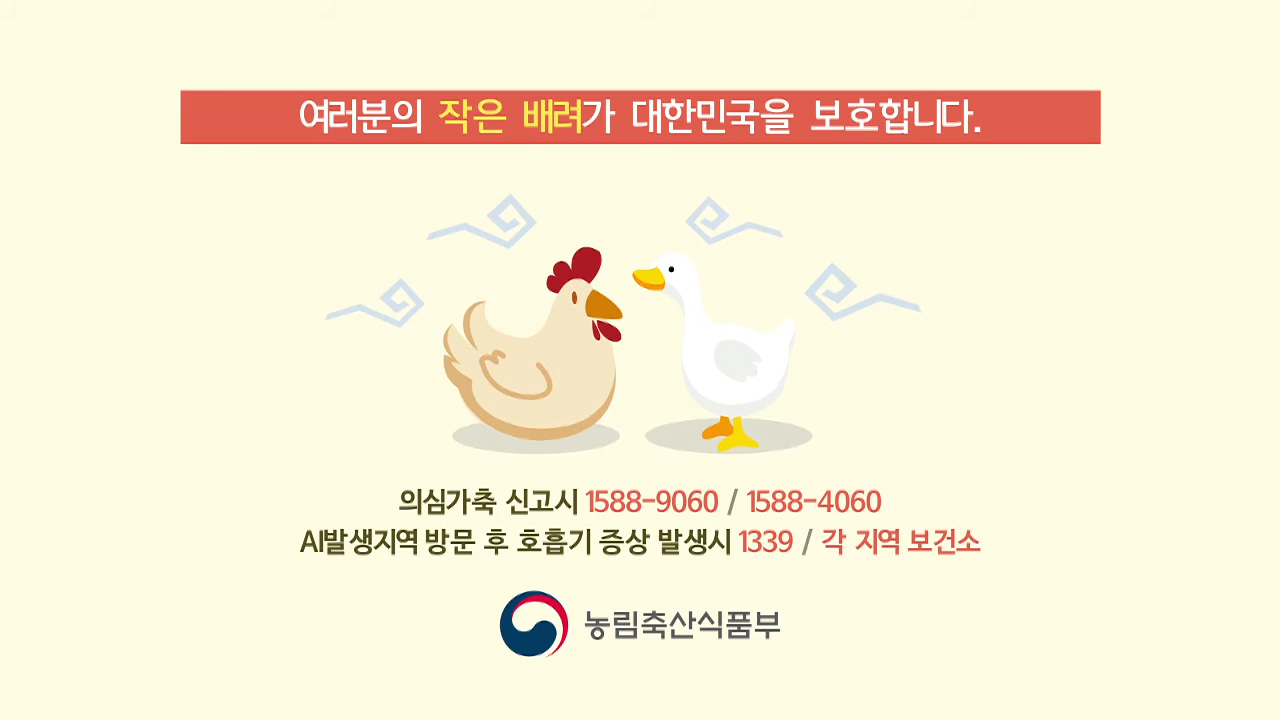 여러분의 작은 배려가 대한민국을 보호합니다.
의심가축 신고시 1588-9060 / 1588-4060
AI발생지역 방문 후 호흡기 증상 발생시 1339 / 각 지역 보건소
농림축산식품부